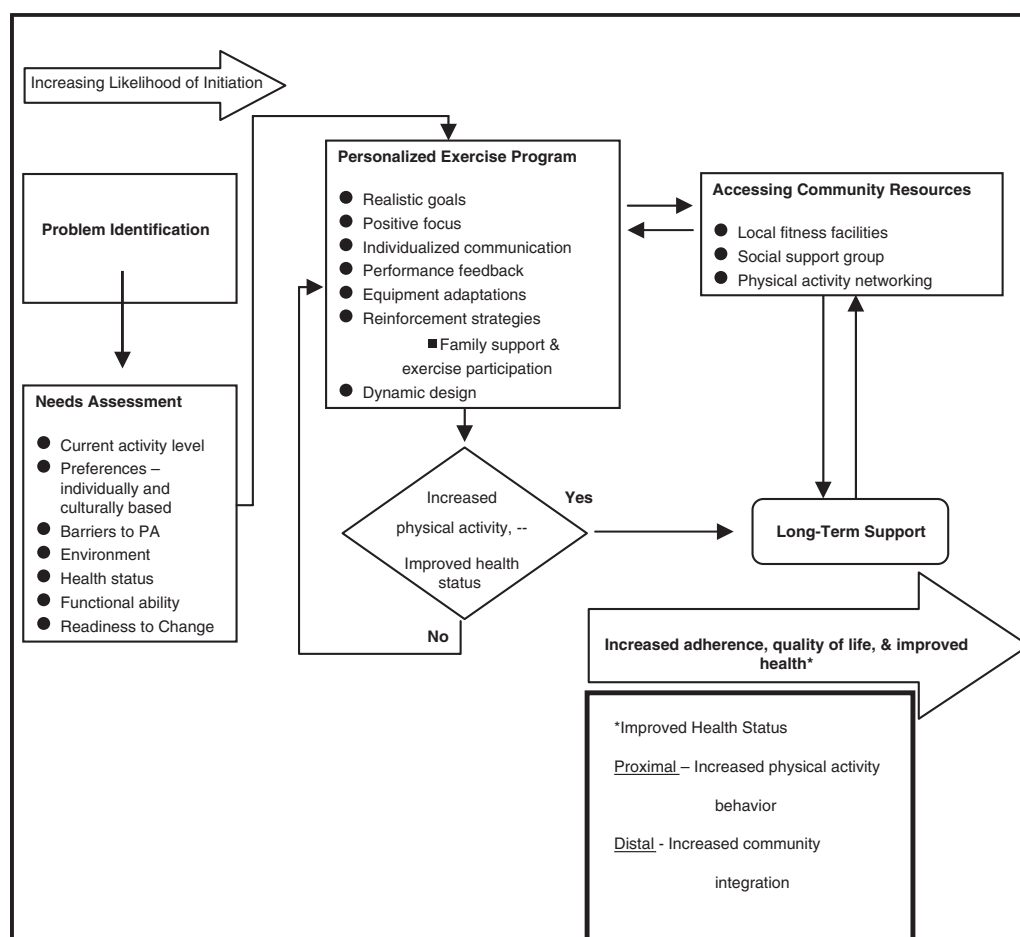 Increasing Likelihood of Initiation
Problem Identification
Needs Assessment
● Current activity level
● Preferences –
individually and
culturally based
● Barriers to PA
● Environment
● Health status
● Functional ability
● Readiness to Change
Personalized Exercise Program
● Realistic goals
● Positive focus
● Individualized communication
● Performance feedback
● Equipment adaptations
● Reinforcement strategies
■ Family support &
exercise participation
● Dynamic design
Increased
physical activity, --
Improved health
status
Yes
No
Accessing Community Resources
● Local fitness facilities
● Social support group
● Physical activity networking
Long-Term Support
Increased adherence, quality of life, & improved
health*
*Improved Health Status
Proximal – Increased physical activity
behavior
Distal - Increased community
integration